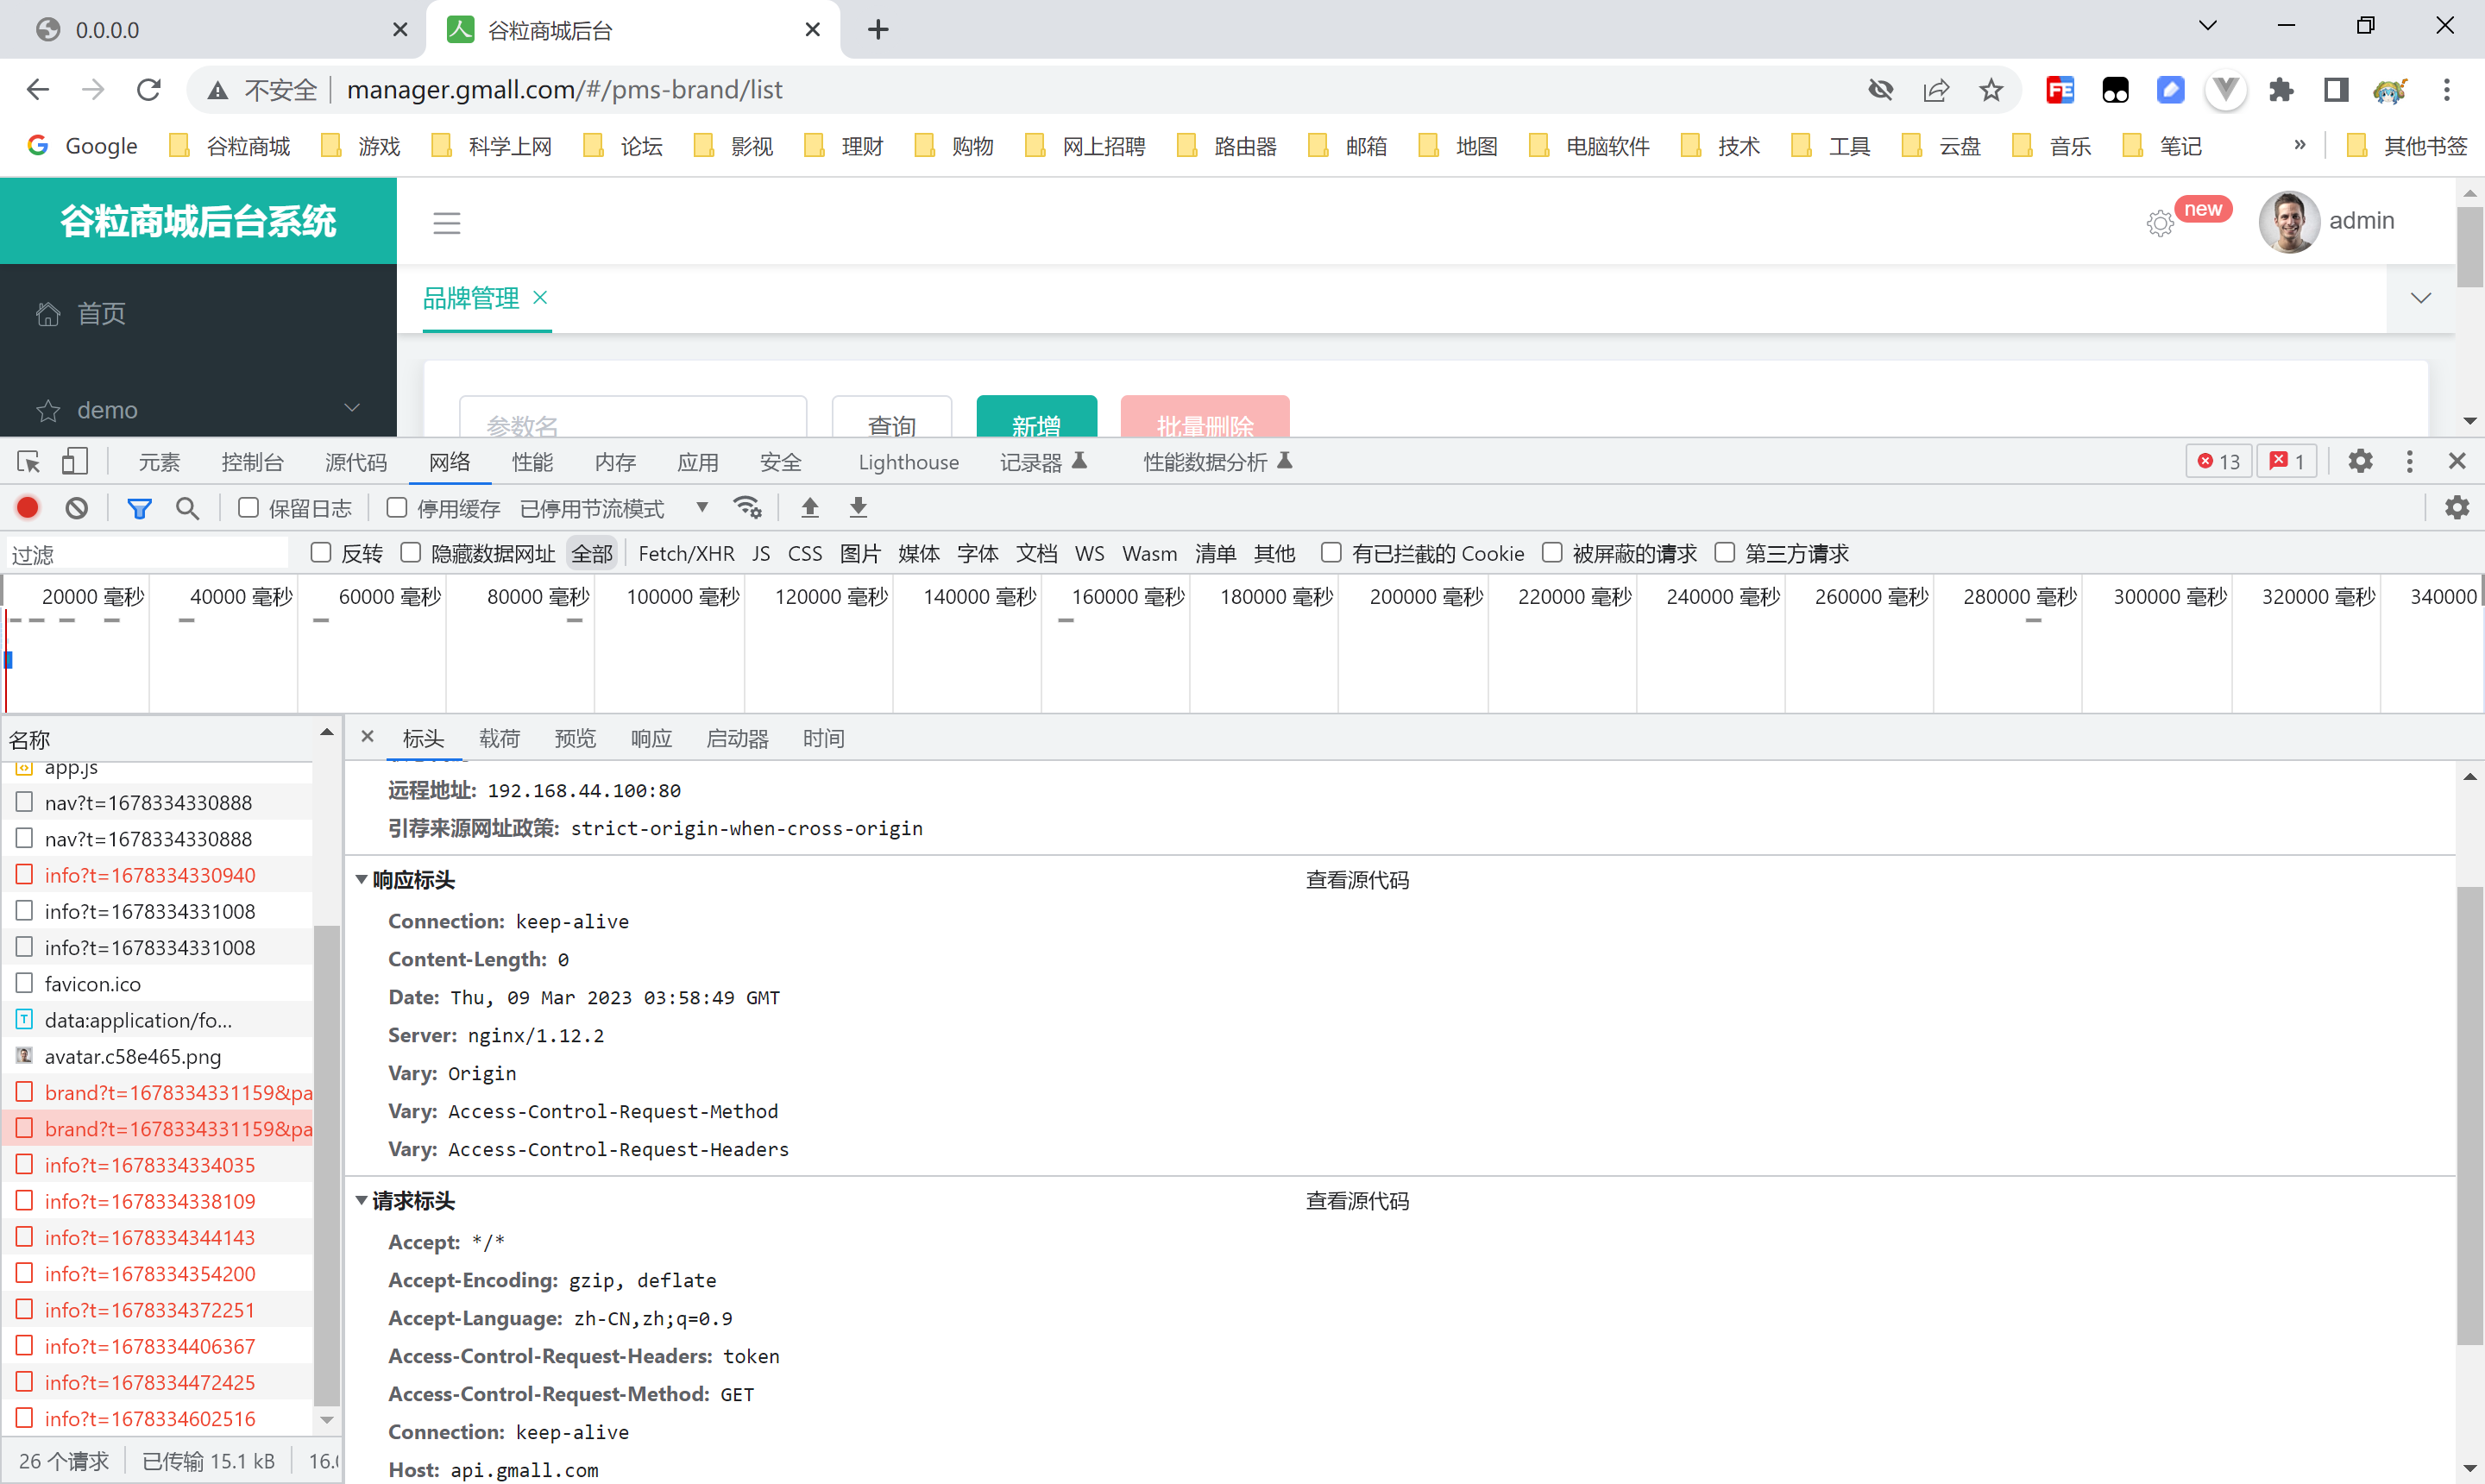 0.0.0.0
谷粒商城后台
不安全 manager.gmall.com/#/pms-brand/list
Google 谷粒商城 游戏 科学上网 论坛 影视 理财 购物 网上招聘 路由器 邮箱 地图 电脑软件 技术 工具 云盘 音乐 笔记 » 其他书签
谷粒商城后台系统
new admin
首页
品牌管理
demo
参数名 查询 新增 批量删除
元素 控制台 源代码 网络 性能 内存 应用 安全 Lighthouse 记录器 性能数据分析 13 1
保留日志 停用缓存 已停用节流模式
过滤 反转 隐藏数据网址 全部 Fetch/XHR JS CSS 图片 媒体 字体 文档 WS Wasm 清单 其他 有已拦截的 Cookie 被屏蔽的请求 第三方请求
20000 毫秒 40000 毫秒 60000 毫秒 80000 毫秒 100000 毫秒 120000 毫秒 140000 毫秒 160000 毫秒 180000 毫秒 200000 毫秒 220000 毫秒 240000 毫秒 260000 毫秒 280000 毫秒 300000 毫秒 320000 毫秒 340000
名称
app.js
nav?t=1678334330888
nav?t=1678334330888
info?t=1678334330940
info?t=1678334331008
info?t=1678334331008
favicon.ico
data:application/fo...
avatar.c58e465.png
brand?t=1678334331159&pa
brand?t=1678334331159&pa
info?t=1678334334035
info?t=1678334338109
info?t=1678334344143
info?t=1678334354200
info?t=1678334372251
info?t=1678334406367
info?t=1678334472425
info?t=1678334602516
26 个请求 已传输 15.1 kB 16.
标头 载荷 预览 响应 启动器 时间
远程地址: 192.168.44.100:80
引荐来源网址政策: strict-origin-when-cross-origin
响应标头 查看源代码
Connection: keep-alive
Content-Length: 0
Date: Thu, 09 Mar 2023 03:58:49 GMT
Server: nginx/1.12.2
Vary: Origin
Vary: Access-Control-Request-Method
Vary: Access-Control-Request-Headers
请求标头 查看源代码
Accept: */*
Accept-Encoding: gzip, deflate
Accept-Language: zh-CN,zh;q=0.9
Access-Control-Request-Headers: token
Access-Control-Request-Method: GET
Connection: keep-alive
Host: api.gmall.com